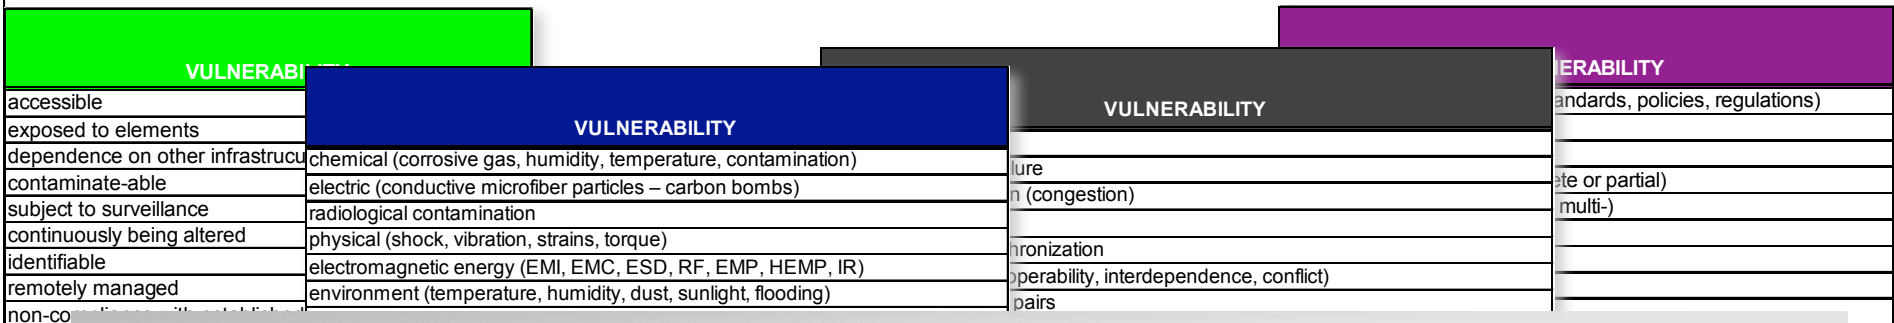 VULNERABI
accessible
exposed to elements
dependence on other infrastrucu
contaminate-able
subject to surveillance
continuously being altered
identifiable
remotely managed
VULNERABILITY
chemical (corrosive gas, humidity, temperature, contamination)
electric (conductive microfiber particles – carbon bombs)
radiological contamination
physical (shock, vibration, strains, torque)
electromagnetic energy (EMI, EMC, ESD, RF, EMP, HEMP, IR)
environment (temperature, humidity, dust, sunlight, flooding)
VULNERABILITY
lure
n (congestion)
hronization
operability, interdependence, conflict)
pairs
ERABILITY
andards, policies, regulations)
ete or partial)
multi-)